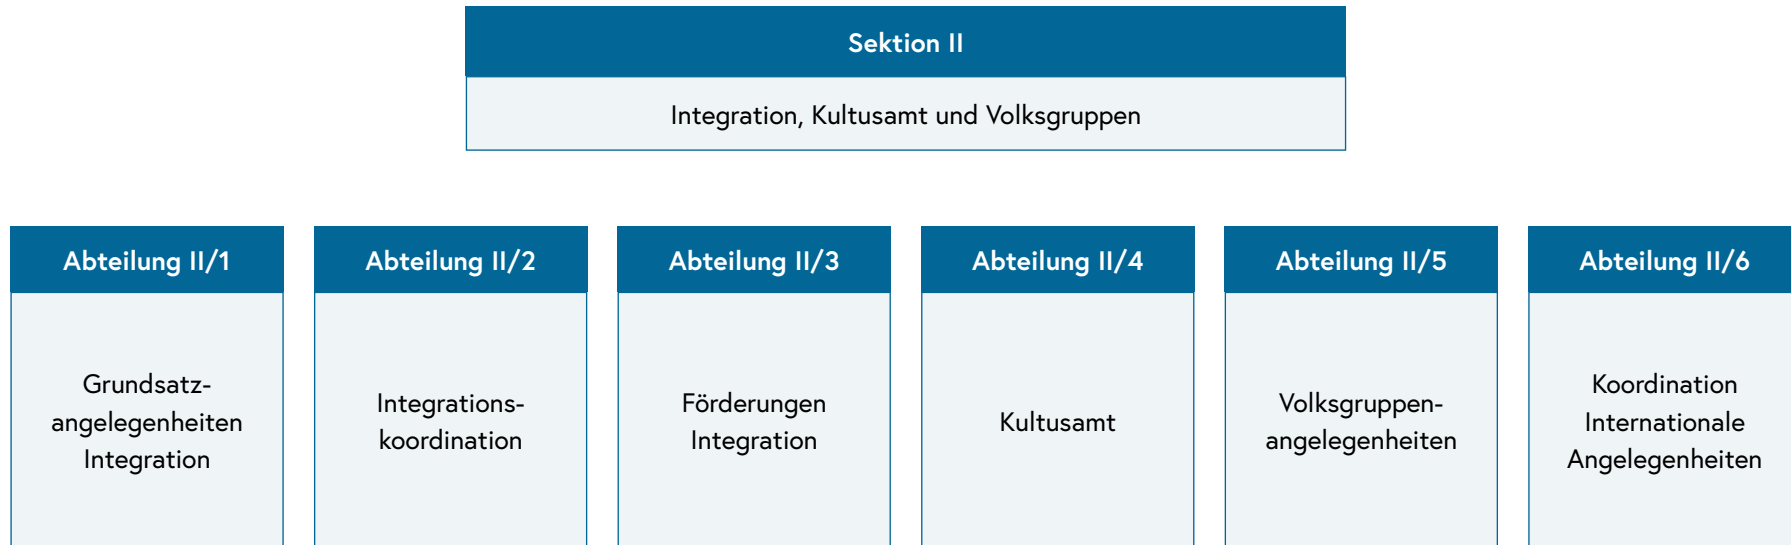 Sektion II
Integration, Kultusamt und Volksgruppen
Abteilung II/1
Grundsatz-
angelegenheiten
Integration
Abteilung II/2
Integrations-
koordination
Abteilung II/3
Förderungen
Integration
Abteilung II/4
Kultusamt
Abteilung II/5
Volksgruppen-
angelegenheiten
Abteilung II/6
Koordination
Internationale
Angelegenheiten